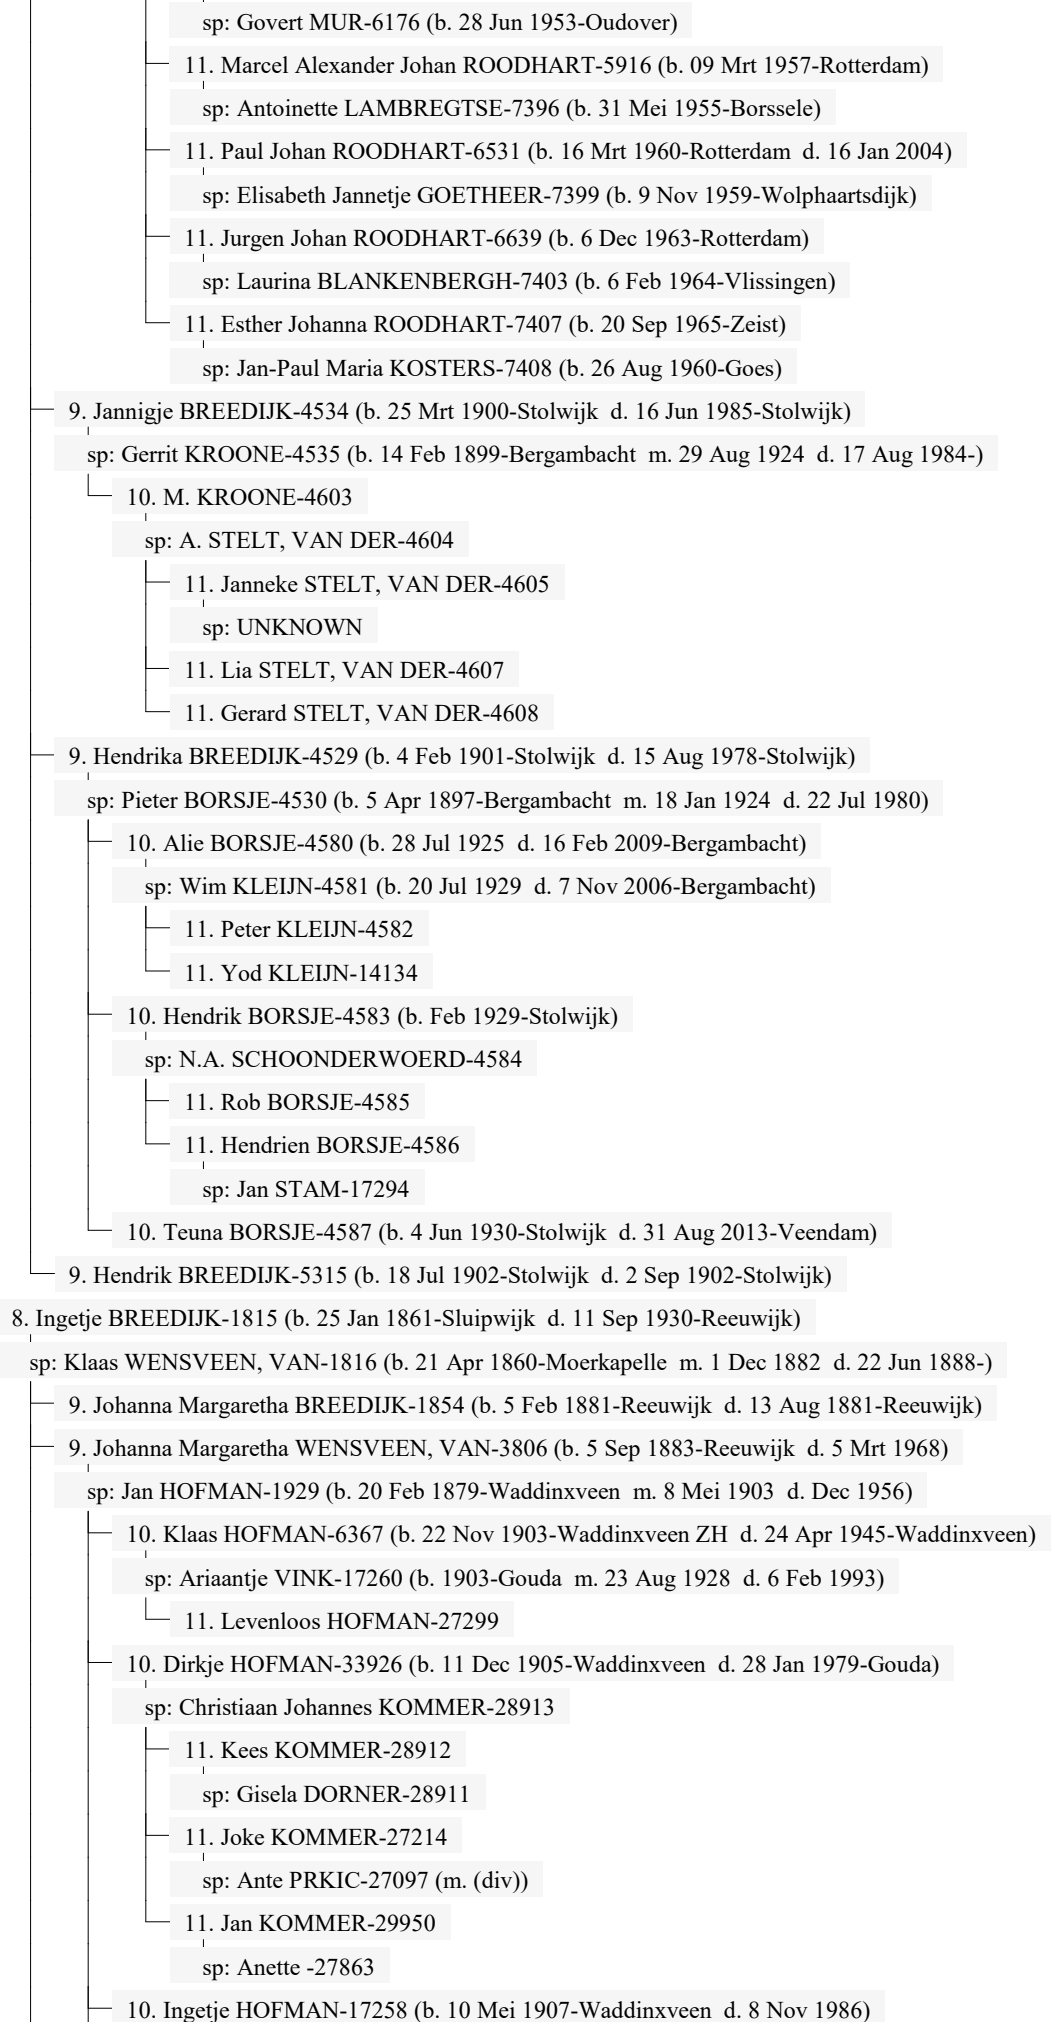 sp: Govert MUR-6176 (b. 28 Jun 1953-Oudover)
11. Marcel Alexander Johan ROODHART-5916 (b. 09 Mrt 1957-Rotterdam)
sp: Antoinette LAMBREGTSE-7396 (b. 31 Mei 1955-Borssele)
11. Paul Johan ROODHART-6531 (b. 16 Mrt 1960-Rotterdam d. 16 Jan 2004)
sp: Elisabeth Jannetje GOETHEER-7399 (b. 9 Nov 1959-Wolphaartsdijk)
11. Jurgen Johan ROODHART-6639 (b. 6 Dec 1963-Rotterdam)
sp: Laurina BLANKENBERGH-7403 (b. 6 Feb 1964-Vlissingen)
11. Esther Johanna ROODHART-7407 (b. 20 Sep 1965-Zeist)
sp: Jan-Paul Maria KOSTERS-7408 (b. 26 Aug 1960-Goes)
9. Jannigje BREEDIJK-4534 (b. 25 Mrt 1900-Stolwijk d. 16 Jun 1985-Stolwijk)
sp: Gerrit KROONE-4535 (b. 14 Feb 1899-Bergambacht m. 29 Aug 1924 d. 17 Aug 1984-)
10. M. KROONE-4603
sp: A. STELT, VAN DER-4604
11. Janneke STELT, VAN DER-4605
sp: UNKNOWN
11. Lia STELT, VAN DER-4607
11. Gerard STELT, VAN DER-4608
9. Hendrika BREEDIJK-4529 (b. 4 Feb 1901-Stolwijk d. 15 Aug 1978-Stolwijk)
sp: Pieter BORSJE-4530 (b. 5 Apr 1897-Bergambacht m. 18 Jan 1924 d. 22 Jul 1980)
10. Alie BORSJE-4580 (b. 28 Jul 1925 d. 16 Feb 2009-Bergambacht)
sp: Wim KLEIJN-4581 (b. 20 Jul 1929 d. 7 Nov 2006-Bergambacht)
11. Peter KLEIJN-4582
11. Yod KLEIJN-14134
10. Hendrik BORSJE-4583 (b. Feb 1929-Stolwijk)
sp: N.A. SCHOONDERWOERD-4584
11. Rob BORSJE-4585
11. Hendrien BORSJE-4586
sp: Jan STAM-17294
10. Teuna BORSJE-4587 (b. 4 Jun 1930-Stolwijk d. 31 Aug 2013-Veendam)
9. Hendrik BREEDIJK-5315 (b. 18 Jul 1902-Stolwijk d. 2 Sep 1902-Stolwijk)
8. Ingetje BREEDIJK-1815 (b. 25 Jan 1861-Sluipwijk d. 11 Sep 1930-Reeuwijk)
sp: Klaas WENSVEEN, VAN-1816 (b. 21 Apr 1860-Moerkapelle m. 1 Dec 1882 d. 22 Jun 1888-)
9. Johanna Margaretha BREEDIJK-1854 (b. 5 Feb 1881-Reeuwijk d. 13 Aug 1881-Reeuwijk)
9. Johanna Margaretha WENSVEEN, VAN-3806 (b. 5 Sep 1883-Reeuwijk d. 5 Mrt 1968)
sp: Jan HOFMAN-1929 (b. 20 Feb 1879-Waddinxveen m. 8 Mei 1903 d. Dec 1956)
10. Klaas HOFMAN-6367 (b. 22 Nov 1903-Waddinxveen ZH d. 24 Apr 1945-Waddinxveen)
sp: Ariaantje VINK-17260 (b. 1903-Gouda m. 23 Aug 1928 d. 6 Feb 1993)
11. Levenloos HOFMAN-27299
10. Dirkje HOFMAN-33926 (b. 11 Dec 1905-Waddinxveen d. 28 Jan 1979-Gouda)
sp: Christiaan Johannes KOMMER-28913
11. Kees KOMMER-28912
sp: Gisela DORNER-28911
11. Joke KOMMER-27214
sp: Ante PRKIC-27097 (m. (div))
11. Jan KOMMER-29950
sp: Anette -27863
10. Ingetje HOFMAN-17258 (b. 10 Mei 1907-Waddinxveen d. 8 Nov 1986)